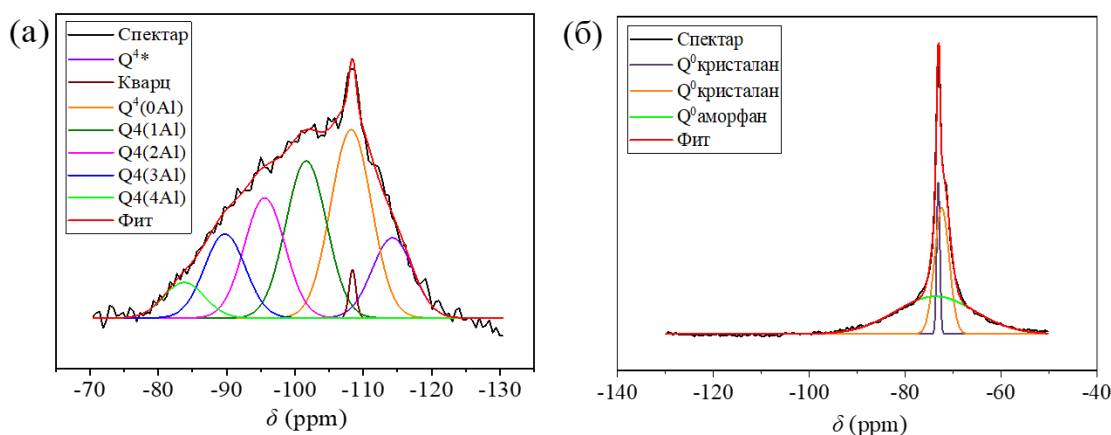 (а)
Спектар
Q⁴*
Кварц
Q⁴(0Al)
Q4(1Al)
Q4(2Al)
Q4(3Al)
Q4(4Al)
Фит
-70 -80 -90 -100 -110 -120 -130
δ (ppm)
(б)
Спектар
Q⁰кристалан
Q⁰кристалан
Q⁰аморфан
Фит
-140 -120 -100 -80 -60 -40
δ (ppm)